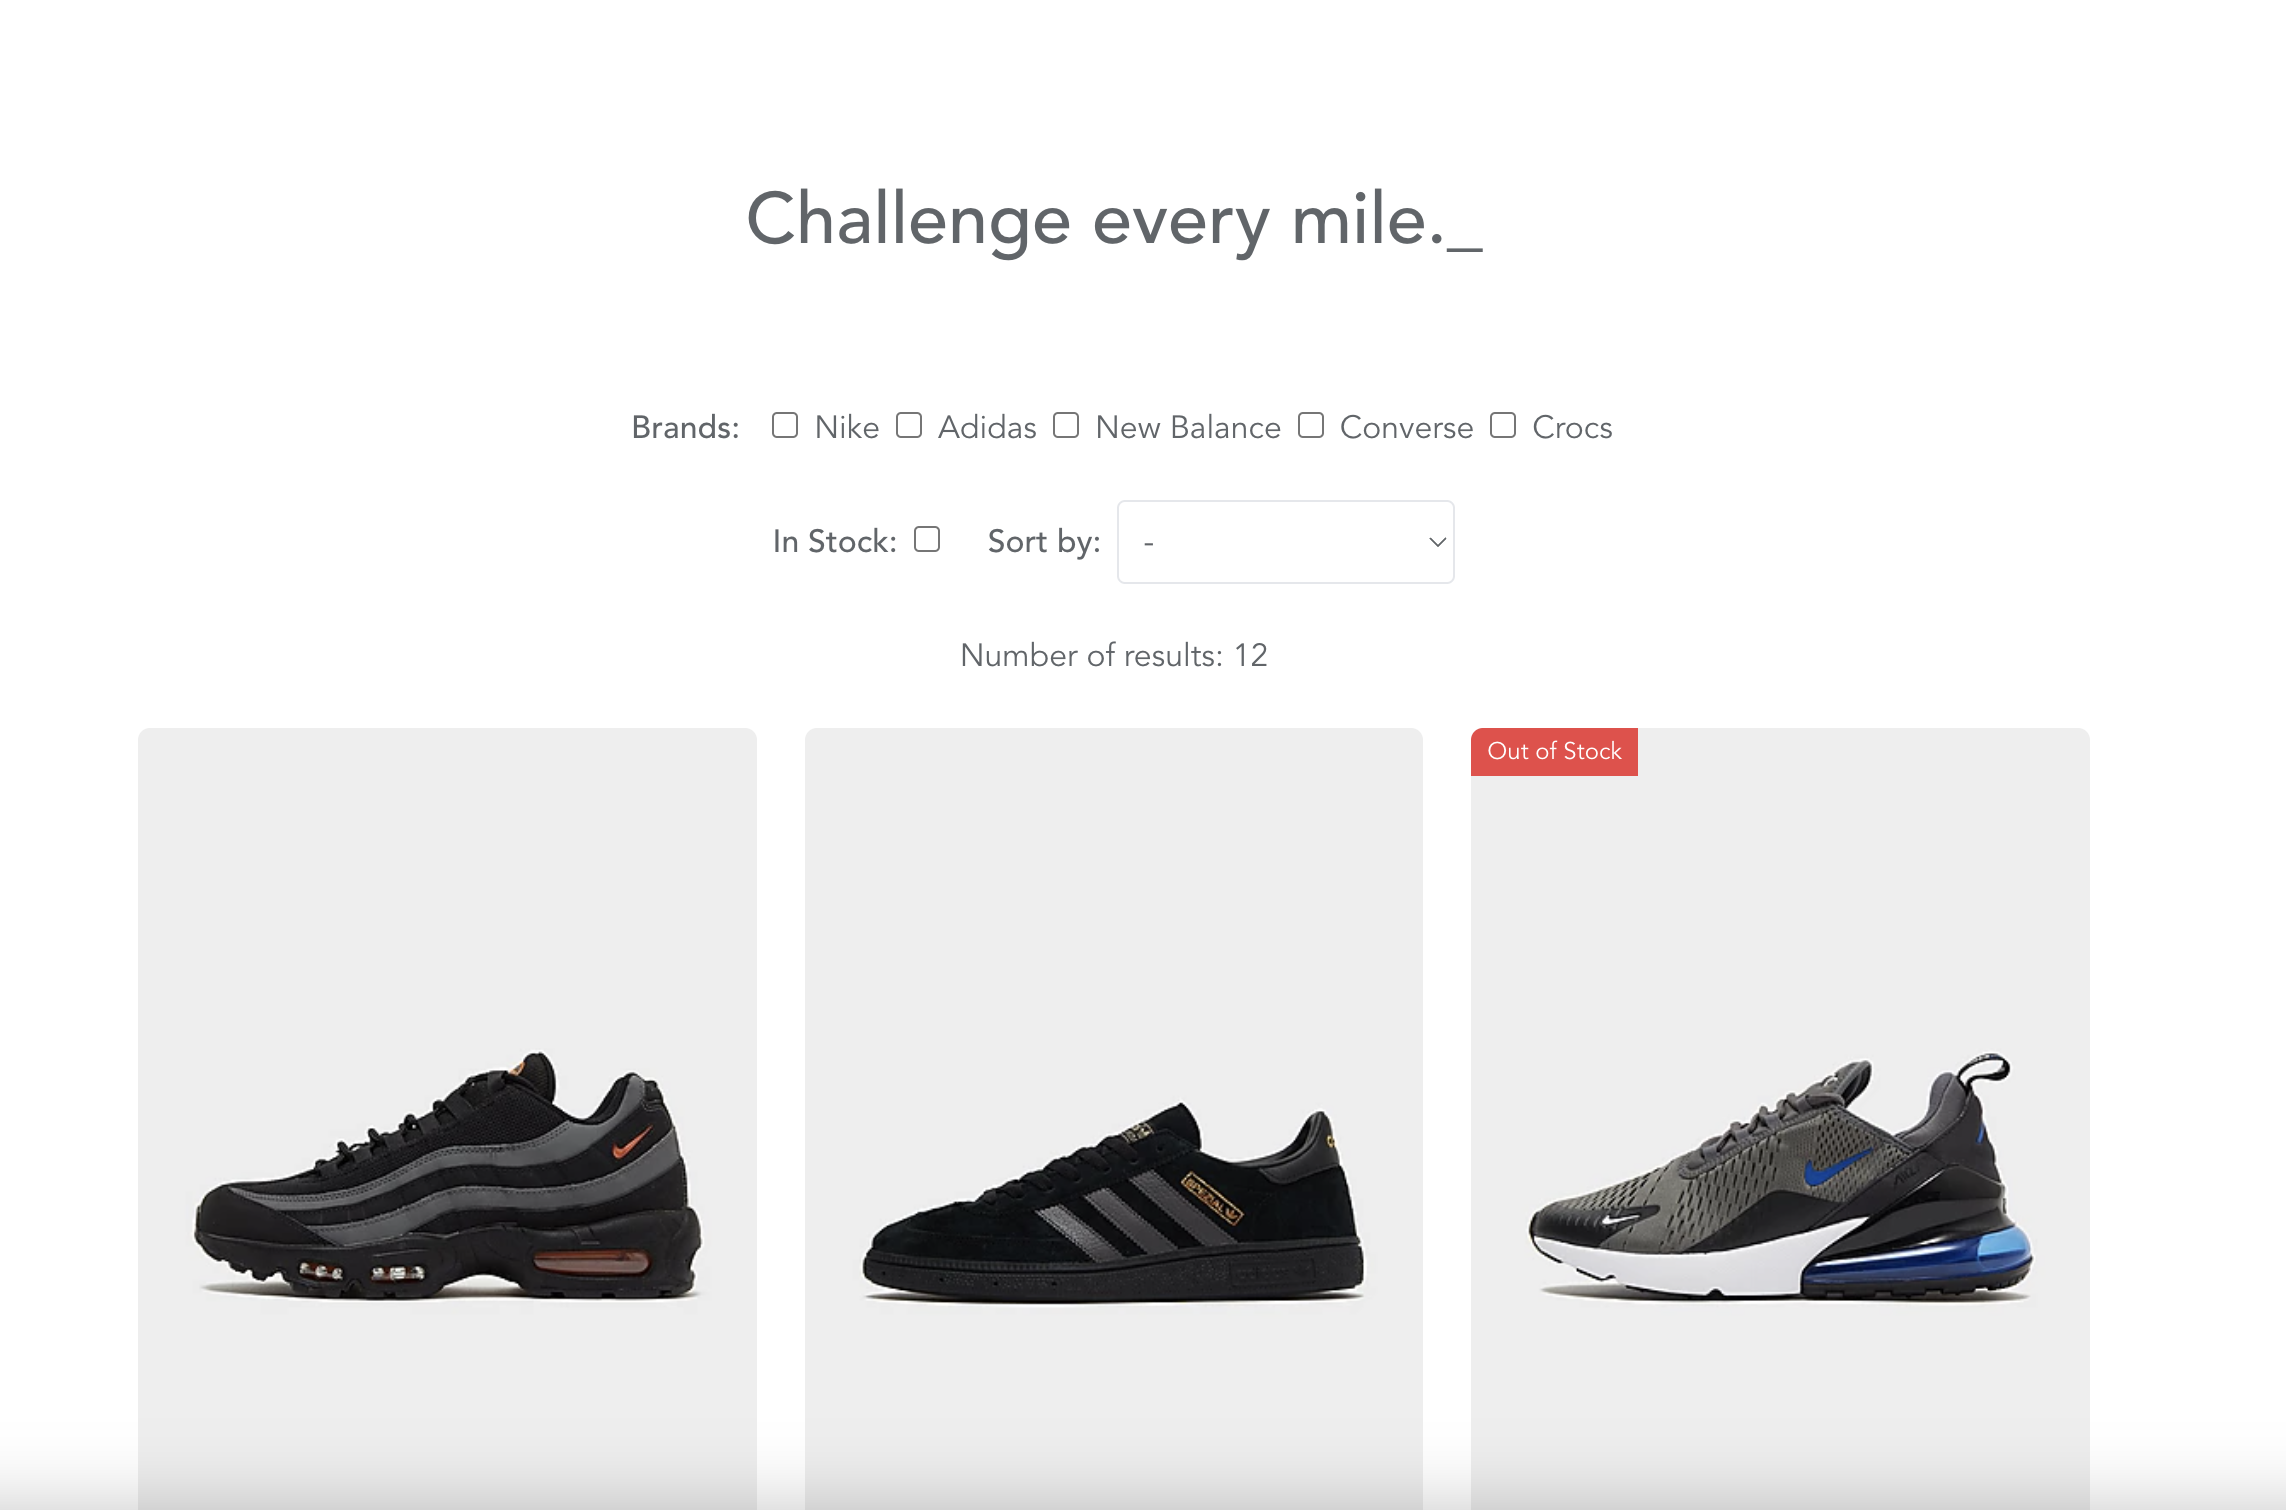 Challenge every mile._
Brands: Nike Adidas New Balance Converse Crocs
In Stock: Sort by: -
Number of results: 12
Out of Stock
SPEZIAL